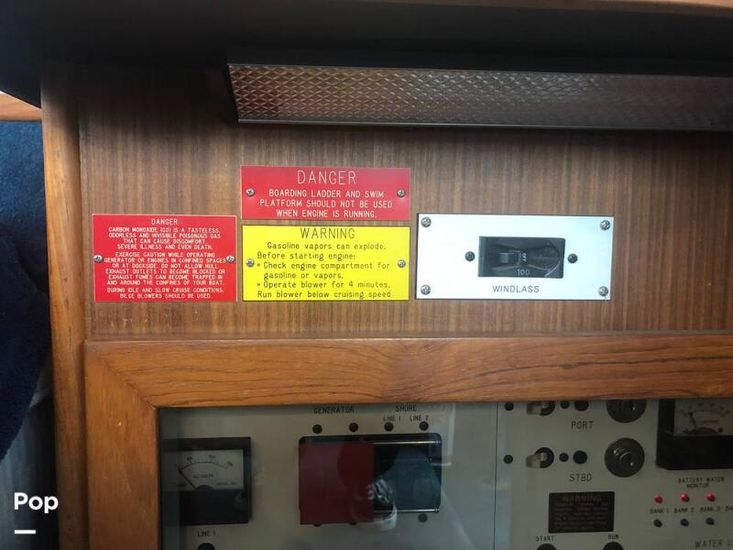 DANGER
BOARDING LADDER AND SWIM
PLATFORM SHOULD NOT BE USED
WHEN ENGINE IS RUNNING.
DANGER
CARBON MONOXIDE (CO) IS A TASTELESS,
ODORLESS AND INVISIBLE POISONOUS GAS
THAT CAN CAUSE DISCOMFORT,
SEVERE ILLNESS AND EVEN DEATH.
EXERCISE CAUTION WHILE OPERATING
GENERATOR OR ENGINES IN CONFINED SPACES
OR AT DOCKSIDE. DO NOT ALLOW HULL
EXHAUST OUTLETS TO BECOME BLOCKED OR
EXHAUST FUMES CAN BECOME TRAPPED IN
AND AROUND THE CONFINES OF YOUR BOAT.
DURING IDLE AND SLOW CRUISE CONDITIONS,
BILGE BLOWERS SHOULD BE USED.
WARNING
Gasoline vapors can explode.
Before starting engine:
• Check engine compartment for
gasoline or vapors.
• Operate blower for 4 minutes.
Run blower below cruising speed
OFF
100
WINDLASS
GENERATOR
SHORE
LINE 1 LINE 2
PORT
STBD
LINE 1
WARNING
BATTERY WATER
MONITOR
BANK 1 BANK 2 BANK 3
START
RUN
WATER
Pop